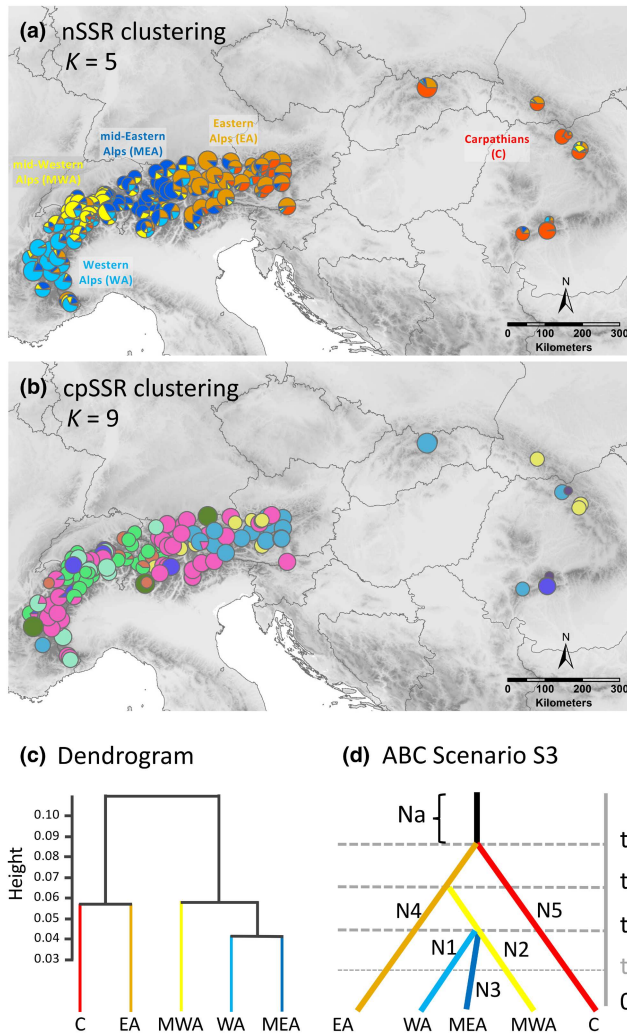 (a) nSSR clustering
K = 5
Eastern
Alps (EA)
mid-Eastern
Alps (MEA)
mid-Western
Alps (MWA)
Carpathians
(C)
Western
Alps (WA)
N
0 100 200 300
Kilometers
(b) cpSSR clustering
K = 9
N
0 100 200 300
Kilometers
(c) Dendrogram
Height
0.10
0.09
0.08
0.07
0.06
0.05
0.04
0.03
C EA MWA WA MEA
(d) ABC Scenario S3
Na
t
t
N4 N5
t
N1 N2
N3
t
0
EA WA MEA MWA C